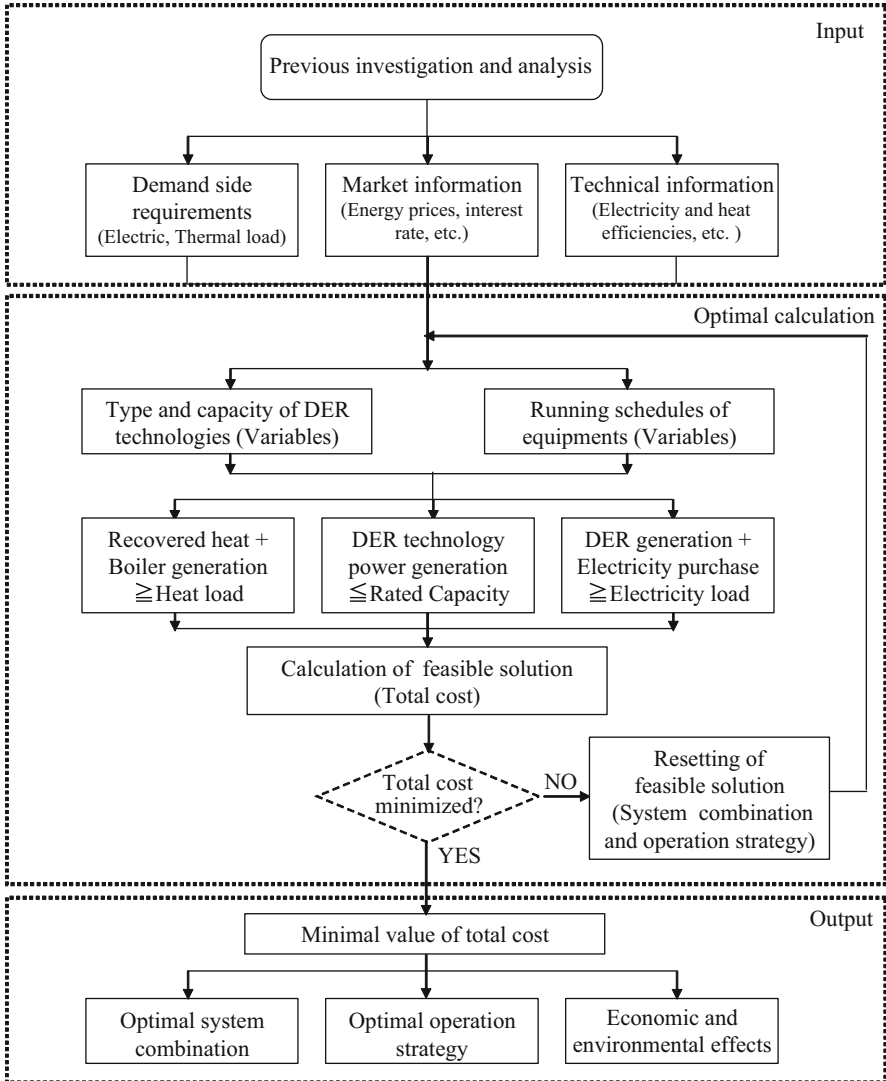 Input
Previous investigation and analysis
Demand side
requirements
(Electric, Thermal load)
Market information
(Energy prices, interest
rate, etc.)
Technical information
(Electricity and heat
efficiencies, etc. )
Optimal calculation
Type and capacity of DER
technologies (Variables)
Running schedules of
equipments (Variables)
Recovered heat +
Boiler generation
≧Heat load
DER technology
power generation
≦Rated Capacity
DER generation +
Electricity purchase
≧Electricity load
Calculation of feasible solution
(Total cost)
Total cost
minimized?
NO
Resetting of
feasible solution
(System combination
and operation strategy)
YES
Output
Minimal value of total cost
Optimal system
combination
Optimal operation
strategy
Economic and
environmental effects